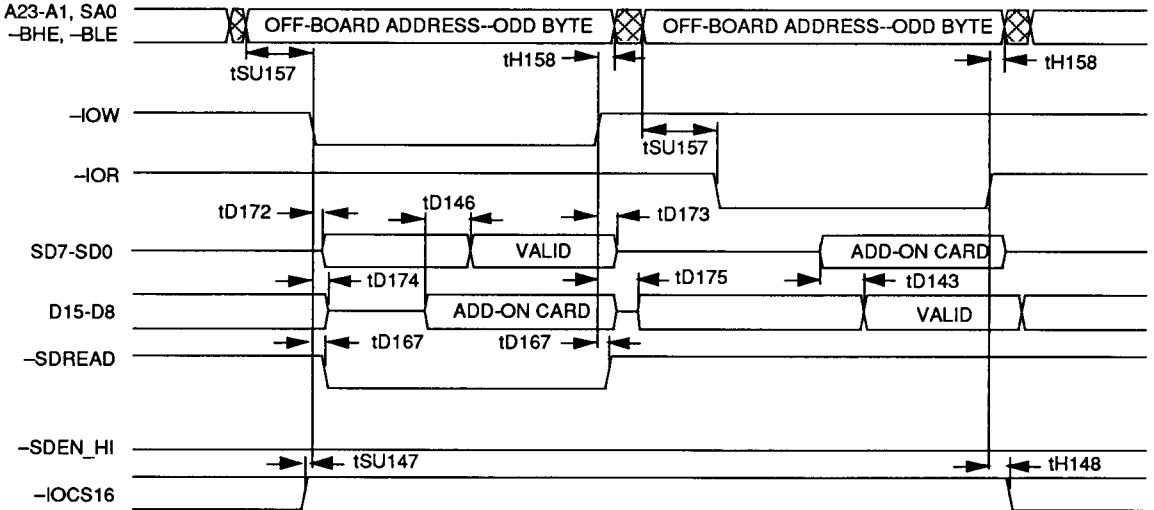 A23-A1, SA0
–BHE, –BLE
OFF-BOARD ADDRESS--ODD BYTE
OFF-BOARD ADDRESS--ODD BYTE
tSU157
tH158
tH158
–IOW
tSU157
–IOR
tD172
tD146
tD173
SD7-SD0
VALID
ADD-ON CARD
tD174
tD175
tD143
D15-D8
ADD-ON CARD
VALID
tD167
tD167
–SDREAD
–SDEN_HI
tSU147
tH148
–IOCS16